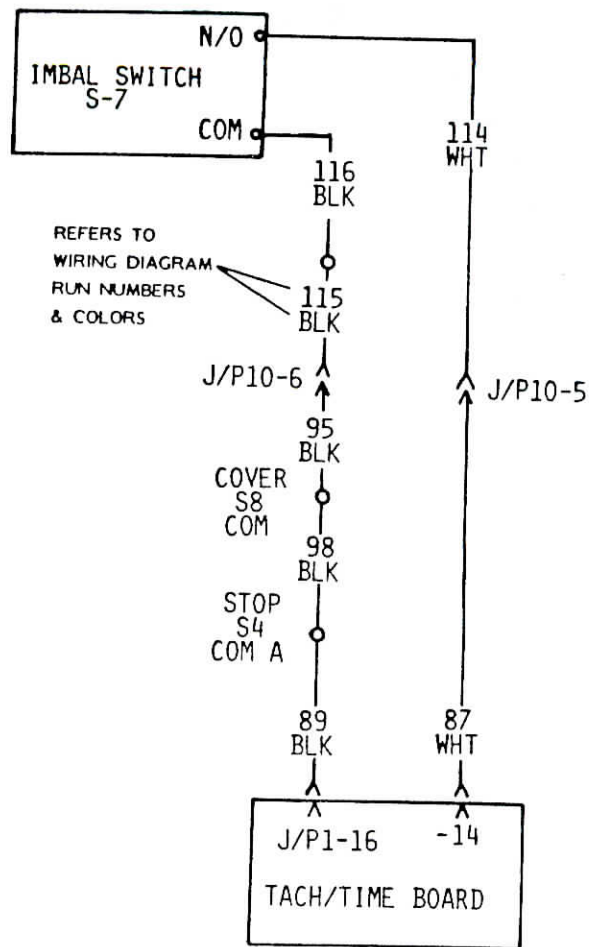 N/O
IMBAL SWITCH
S-7
COM
114
WHT
116
BLK
REFERS TO
WIRING DIAGRAM
RUN NUMBERS
& COLORS
115
BLK
J/P10-6
J/P10-5
95
BLK
COVER
S8
COM
98
BLK
STOP
S4
COM A
89
BLK
87
WHT
J/P1-16
-14
TACH/TIME BOARD